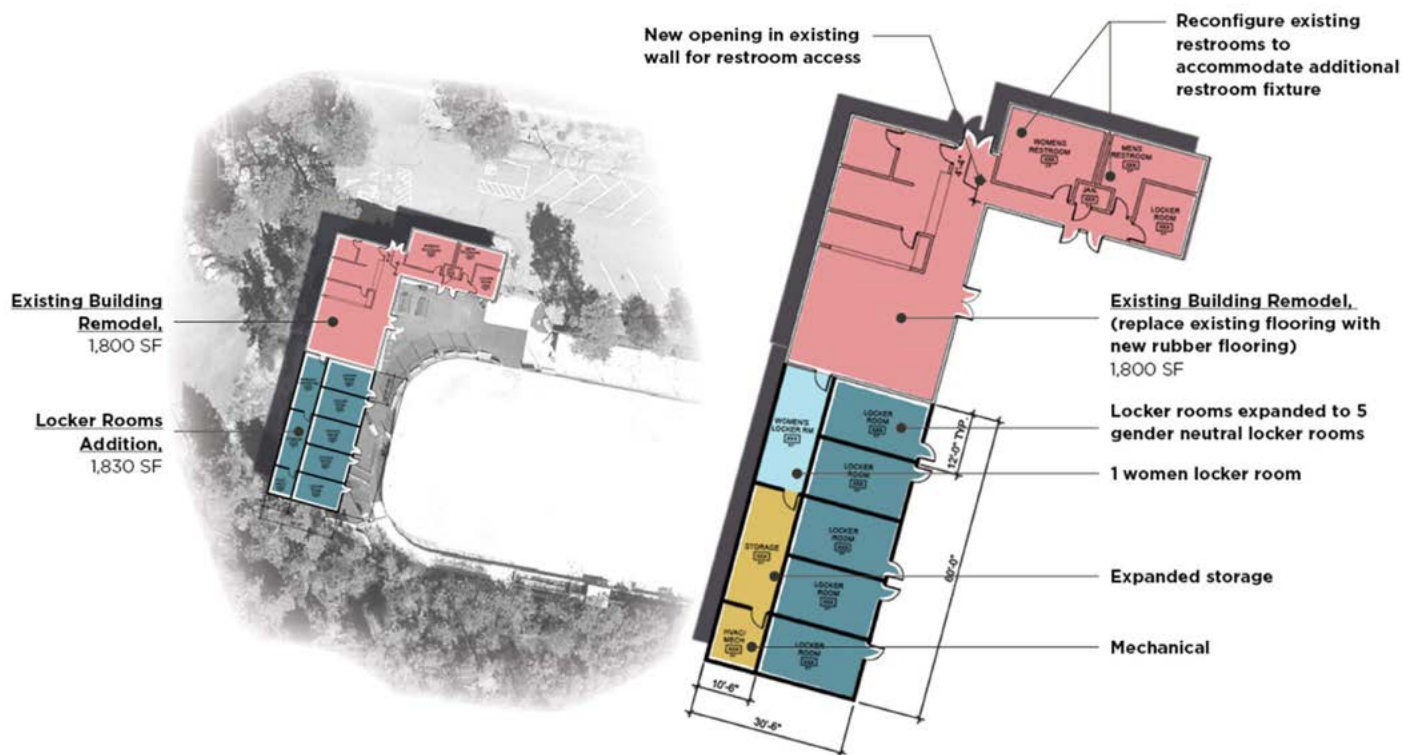 New opening in existing
wall for restroom access
Reconfigure existing
restrooms to
accommodate additional
restroom fixture
Existing Building
Remodel,
1,800 SF
Locker Rooms
Addition,
1,830 SF
WOMENS
RESTROOM
MENS
RESTROOM
JAN.
LOCKER
ROOM
4'-4"
Existing Building Remodel,
(replace existing flooring with
new rubber flooring)
1,800 SF
Locker rooms expanded to 5
gender neutral locker rooms
1 women locker room
Expanded storage
Mechanical
WOMEN'S
LOCKER RM
LOCKER
ROOM
LOCKER
ROOM
LOCKER
ROOM
LOCKER
ROOM
LOCKER
ROOM
STORAGE
HVAC/
MECH
12'-0" TYP.
60'-0"
10'-6"
30'-6"